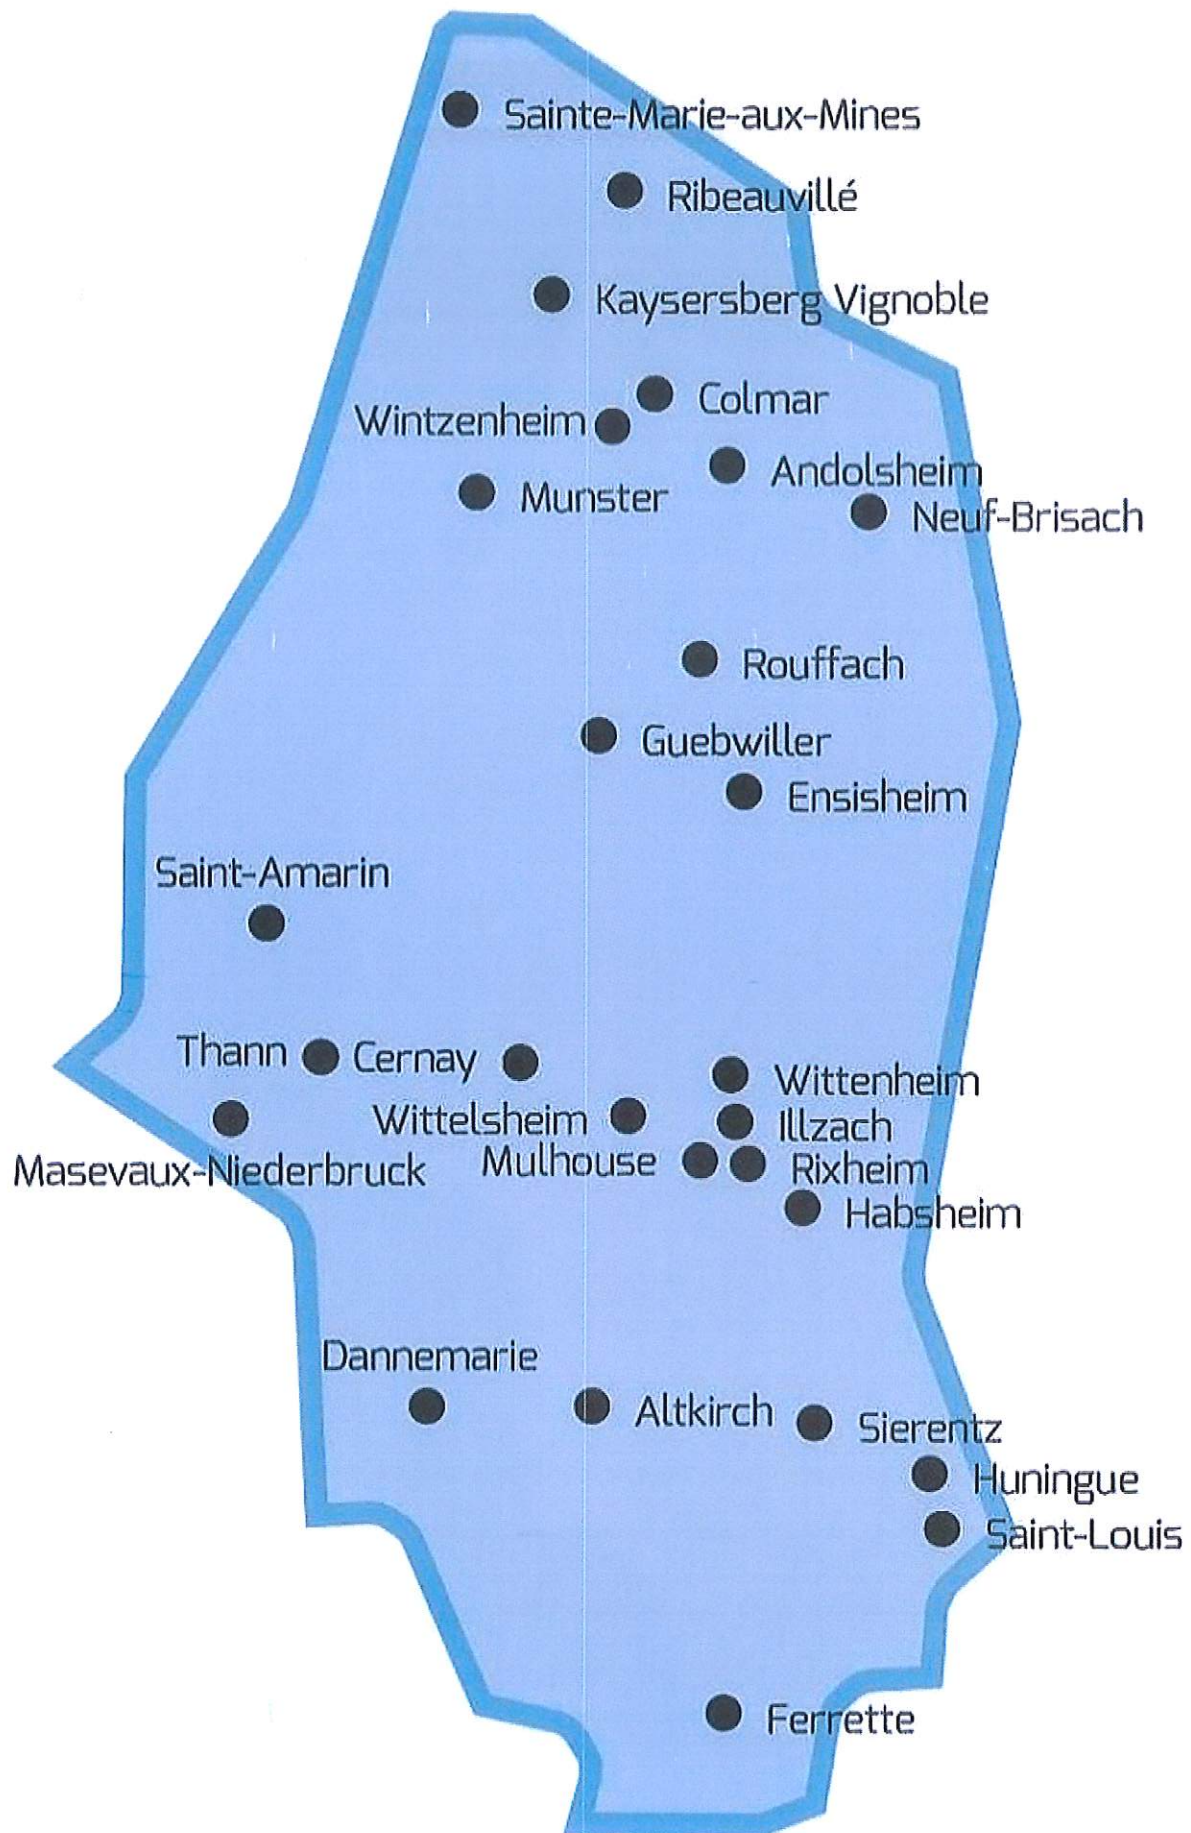 Sainte-Marie-aux-Mines
Ribeauvillé
Kaysersberg Vignoble
Colmar
Wintzenheim
Andolsheim
Munster
Neuf-Brisach
Rouffach
Guebwiller
Ensisheim
Saint-Amarin
Thann
Cernay
Wittenheim
Wittelsheim
Illzach
Mulhouse
Rixheim
Masevaux-Niederbruck
Habsheim
Dannemarie
Altkirch
Sierentz
Huningue
Saint-Louis
Ferrette